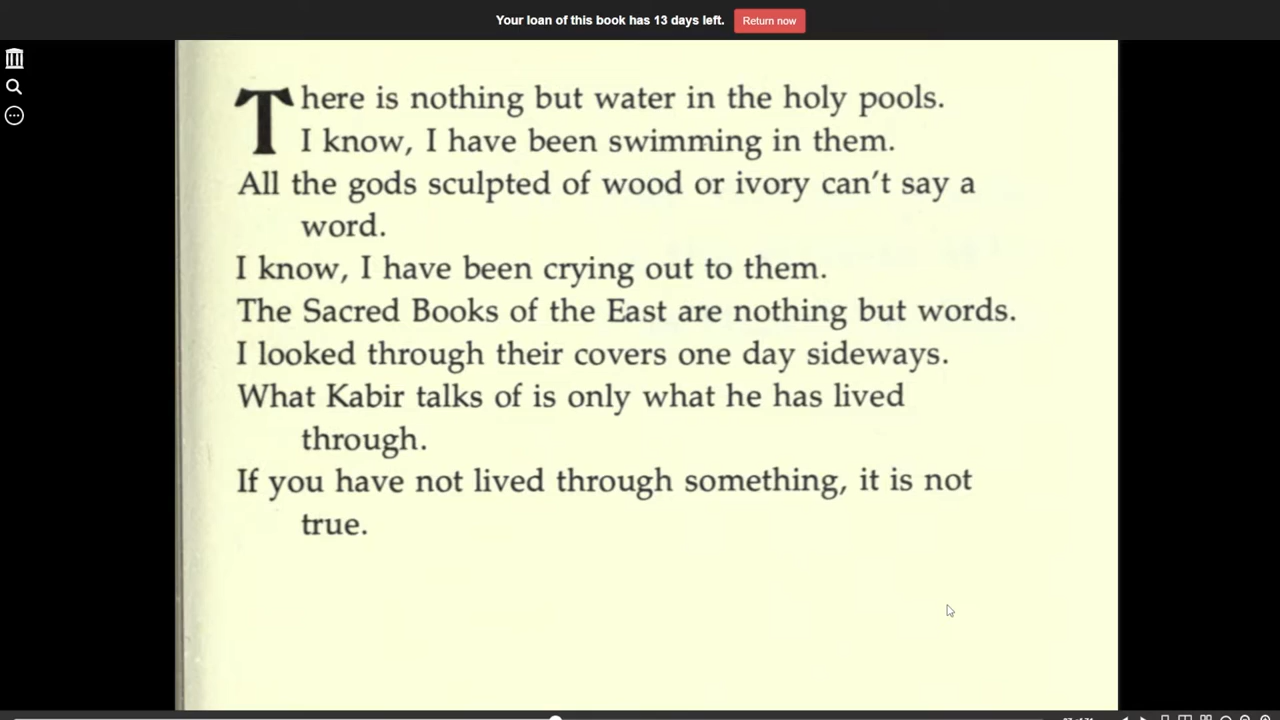 Your loan of this book has 13 days left. Return now
There is nothing but water in the holy pools.
I know, I have been swimming in them.
All the gods sculpted of wood or ivory can't say a
word.
I know, I have been crying out to them.
The Sacred Books of the East are nothing but words.
I looked through their covers one day sideways.
What Kabir talks of is only what he has lived
through.
If you have not lived through something, it is not
true.